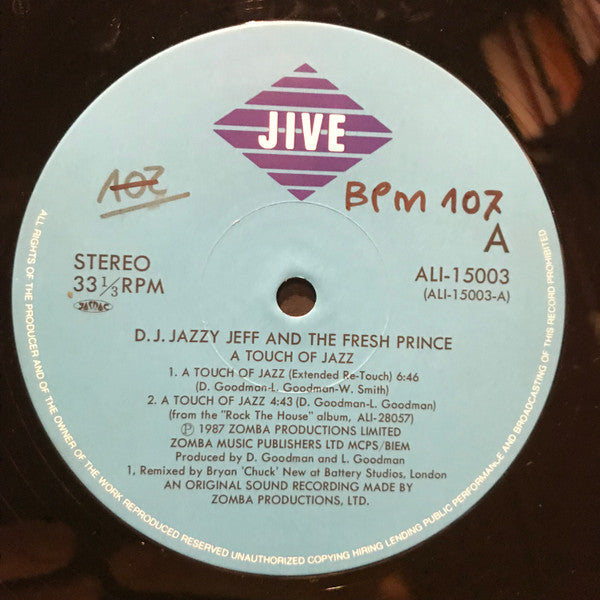 JIVE
107
BPM 107
A
STEREO
33 1/3 RPM
ALI-15003
(ALI-15003-A)
D.J. JAZZY JEFF AND THE FRESH PRINCE
A TOUCH OF JAZZ
1. A TOUCH OF JAZZ (Extended Re-Touch) 6:46
(D. Goodman-L. Goodman-W. Smith)
2. A TOUCH OF JAZZ 4:43 (D. Goodman-L. Goodman)
(from the "Rock The House" album, ALI-28057)
℗ 1987 ZOMBA PRODUCTIONS LIMITED
ZOMBA MUSIC PUBLISHERS LTD MCPS/BIEM
Produced by D. Goodman and L. Goodman
1, Remixed by Bryan 'Chuck' New at Battery Studios, London
AN ORIGINAL SOUND RECORDING MADE BY
ZOMBA PRODUCTIONS, LTD.
ALL RIGHTS OF THE PRODUCER AND OF THE OWNER OF THE WORK REPRODUCED RESERVED UNAUTHORIZED COPYING HIRING LENDING PUBLIC PERFORMANCE AND BROADCASTING OF THIS RECORD PROHIBITED